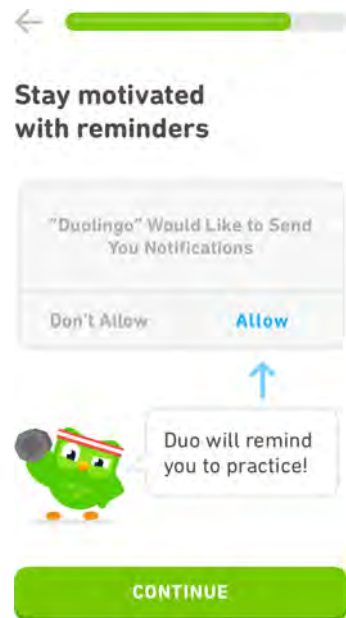 Stay motivated
with reminders
"Duolingo" Would Like to Send
You Notifications
Don't Allow
Allow
Duo will remind
you to practice!
CONTINUE